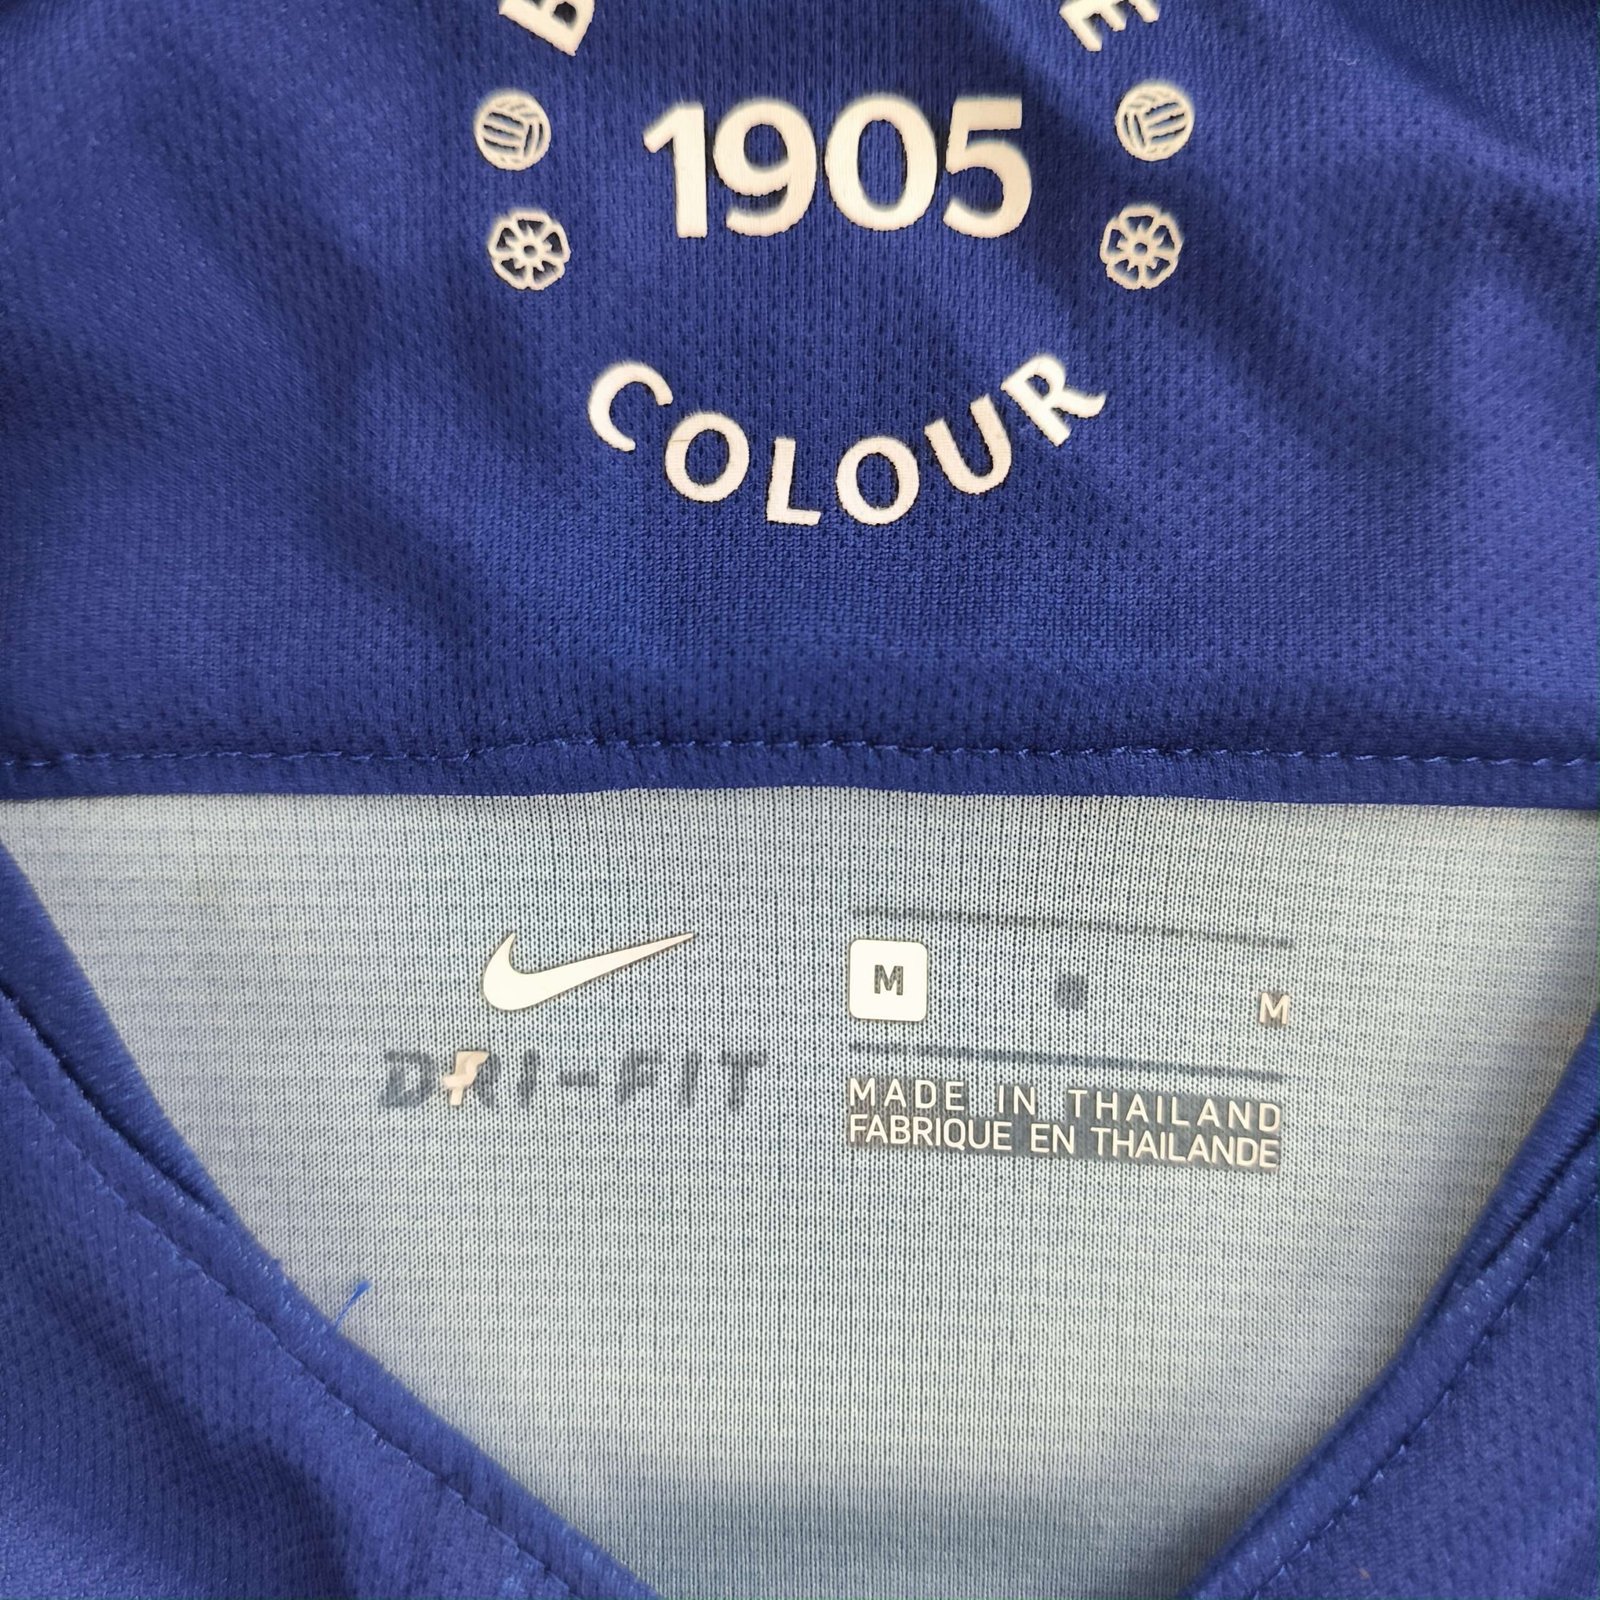 1905
COLOUR
M M
DRI-FIT
MADE IN THAILAND
FABRIQUE EN THAILANDE